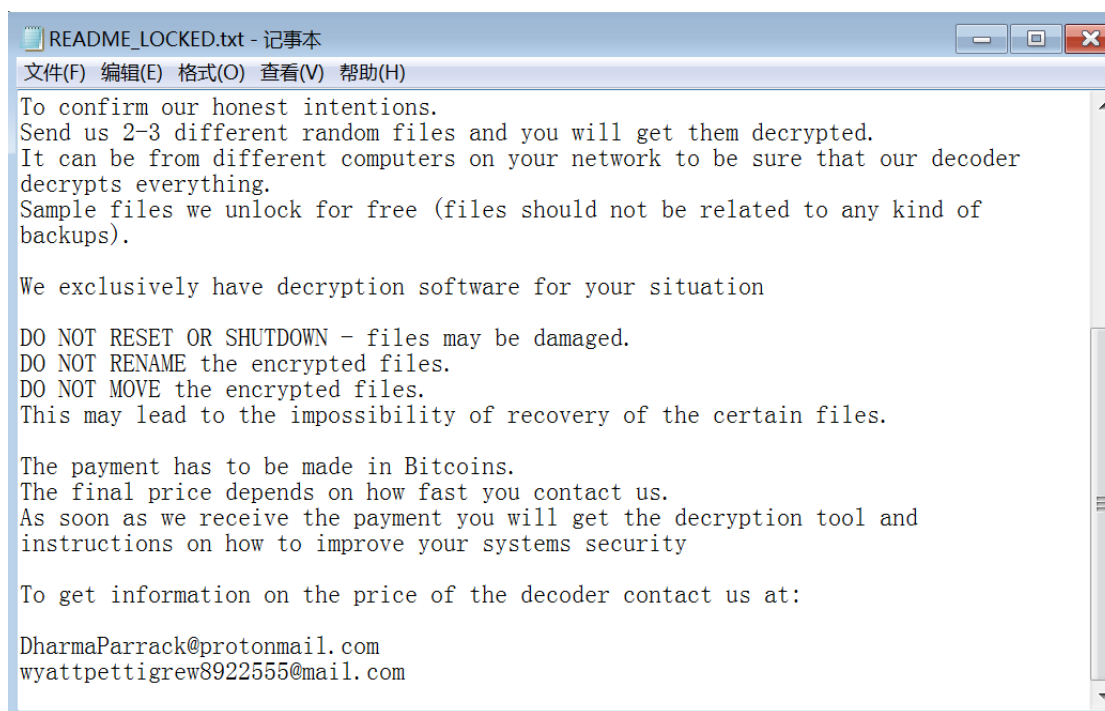 README_LOCKED.txt - 记事本
文件(F) 编辑(E) 格式(O) 查看(V) 帮助(H)
To confirm our honest intentions.
Send us 2-3 different random files and you will get them decrypted.
It can be from different computers on your network to be sure that our decoder
decrypts everything.
Sample files we unlock for free (files should not be related to any kind of
backups).
We exclusively have decryption software for your situation
DO NOT RESET OR SHUTDOWN - files may be damaged.
DO NOT RENAME the encrypted files.
DO NOT MOVE the encrypted files.
This may lead to the impossibility of recovery of the certain files.
The payment has to be made in Bitcoins.
The final price depends on how fast you contact us.
As soon as we receive the payment you will get the decryption tool and
instructions on how to improve your systems security
To get information on the price of the decoder contact us at:
DharmaParrack@protonmail.com
wyattpettigrew8922555@mail.com